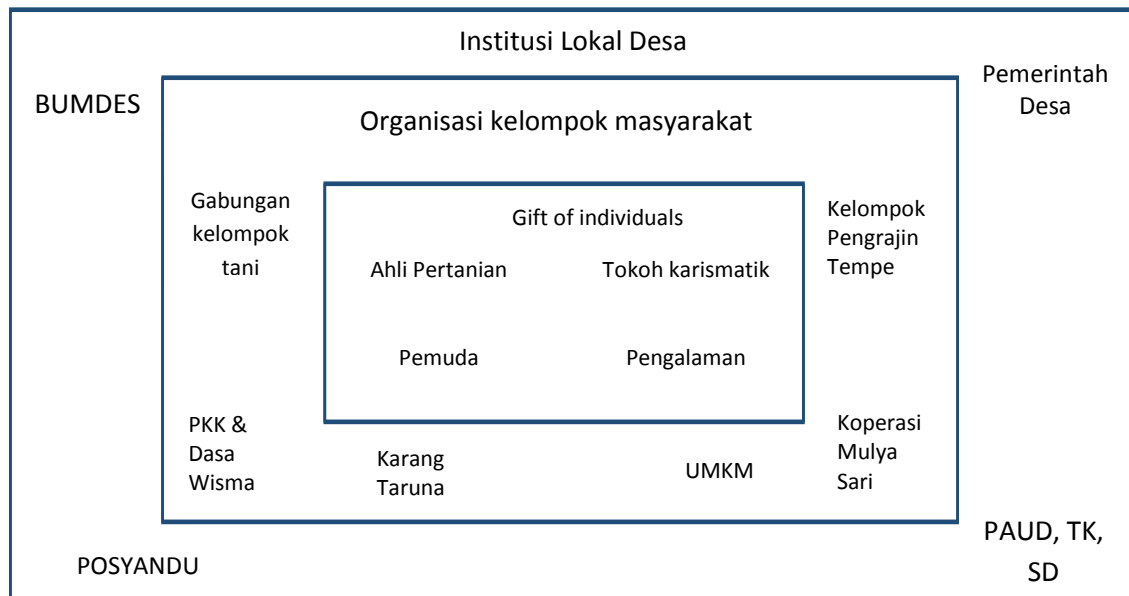 Institusi Lokal Desa
BUMDES
Pemerintah
Desa
Organisasi kelompok masyarakat
Gabungan
kelompok
tani
Gift of individuals
Ahli Pertanian
Tokoh karismatik
Pemuda
Pengalaman
Kelompok
Pengrajin
Tempe
PKK &
Dasa
Wisma
Karang
Taruna
UMKM
Koperasi
Mulya
Sari
POSYANDU
PAUD, TK,
SD